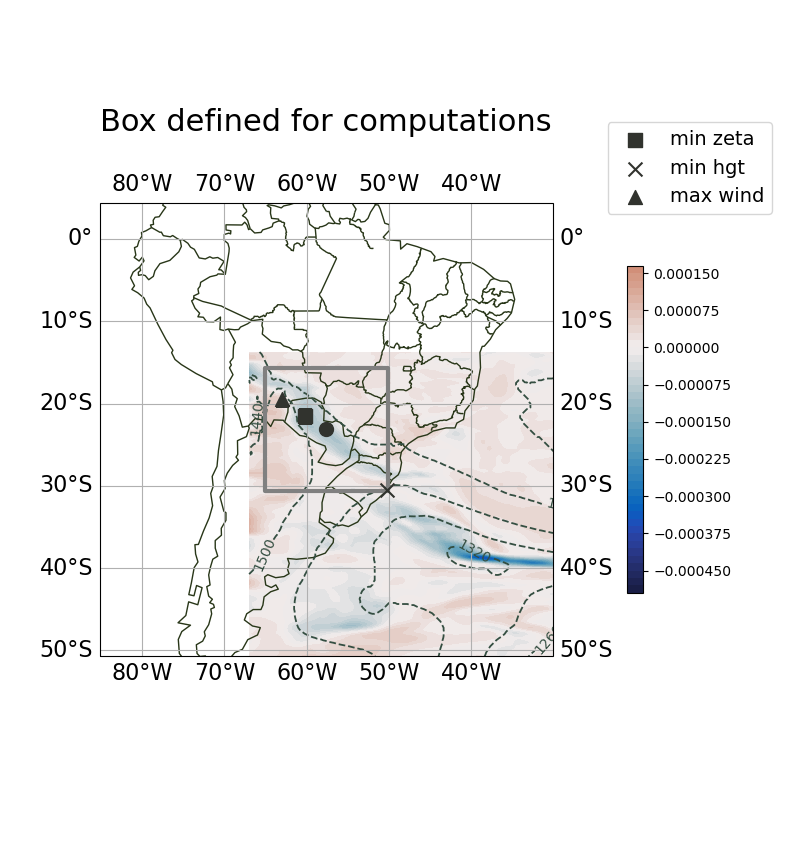 Box defined for computations
min zeta
min hgt
max wind
80°W 70°W 60°W 50°W 40°W
0° 0°
10°S 10°S
20°S 20°S
30°S 30°S
40°S 40°S
50°S 50°S
80°W 70°W 60°W 50°W 40°W
1440
1500
1320
0.000150
0.000075
0.000000
−0.000075
−0.000150
−0.000225
−0.000300
−0.000375
−0.000450